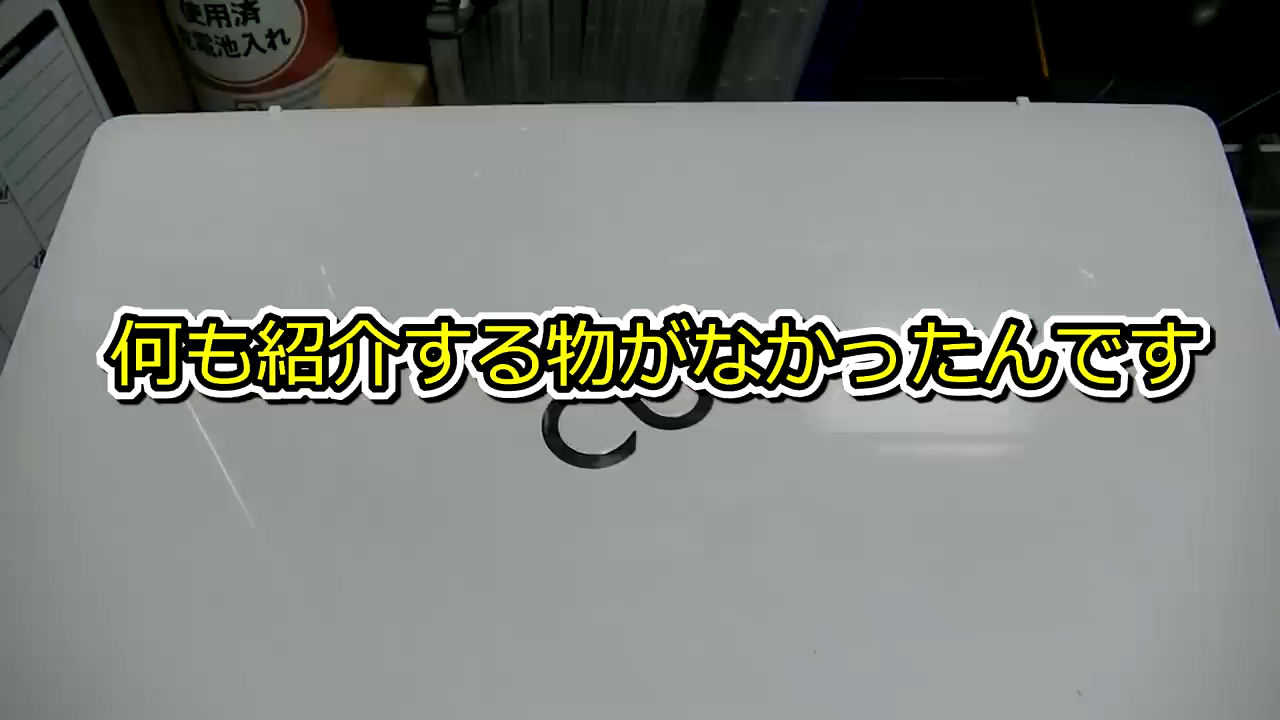 使用済
乾電池入れ
何も紹介する物がなかったんです